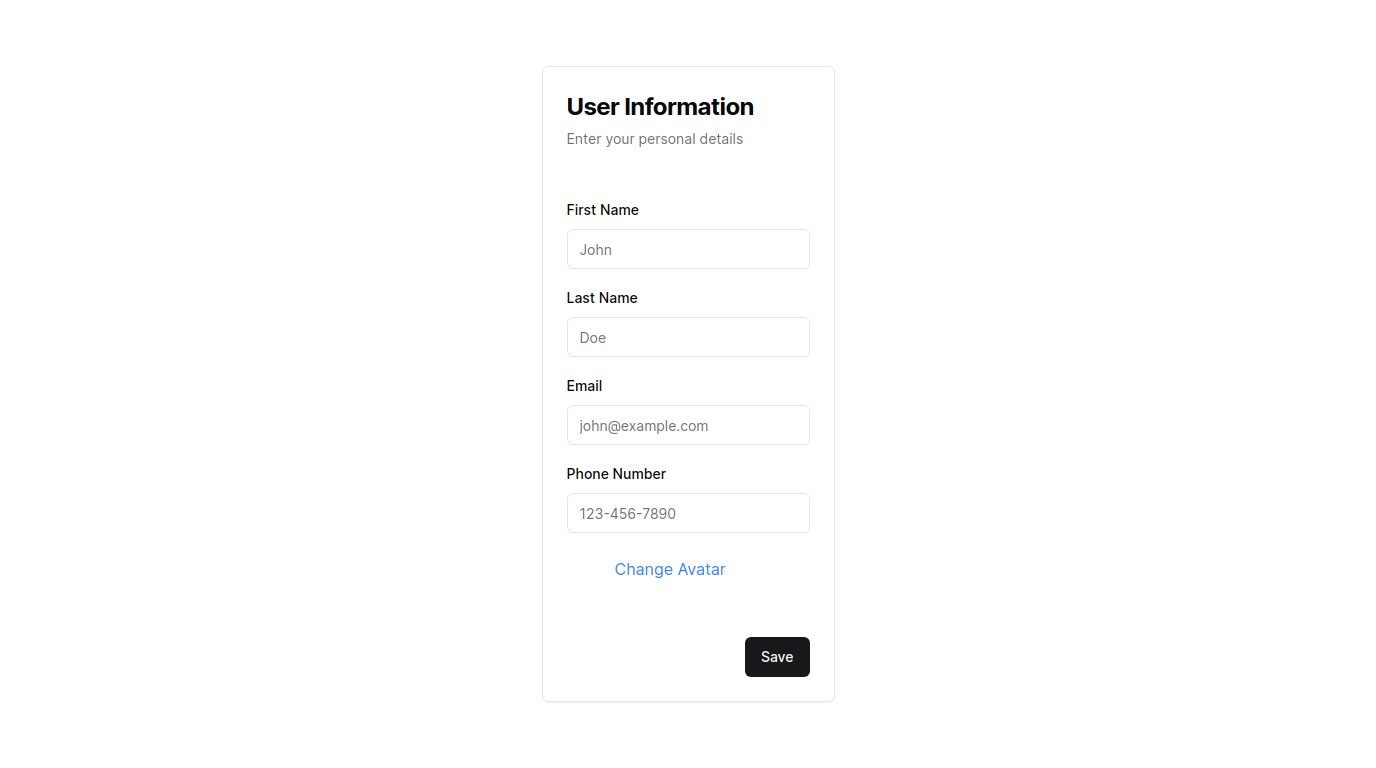 User Information
Enter your personal details
First Name
John
Last Name
Doe
Email
john@example.com
Phone Number
123-456-7890
Change Avatar
Save